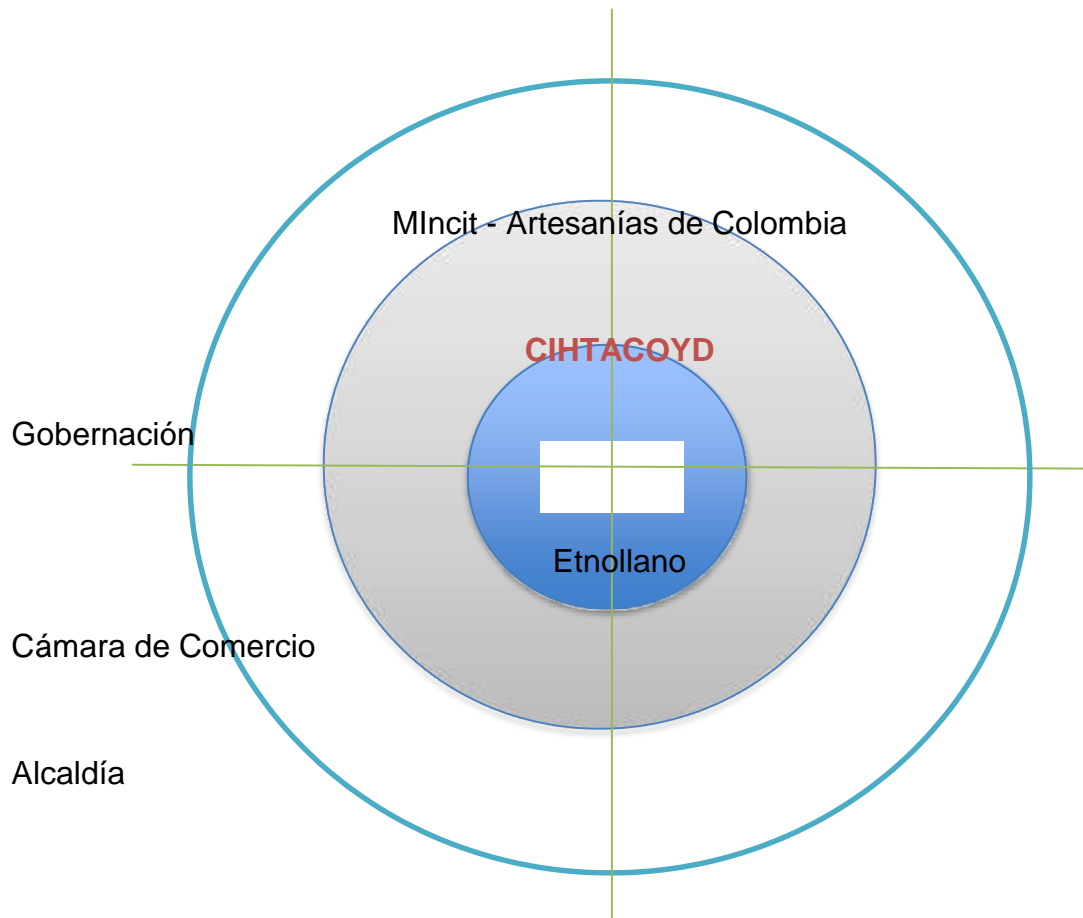 MIncit - Artesanías de Colombia
CIHTACOYD
Gobernación
Etnollano
Cámara de Comercio
Alcaldía